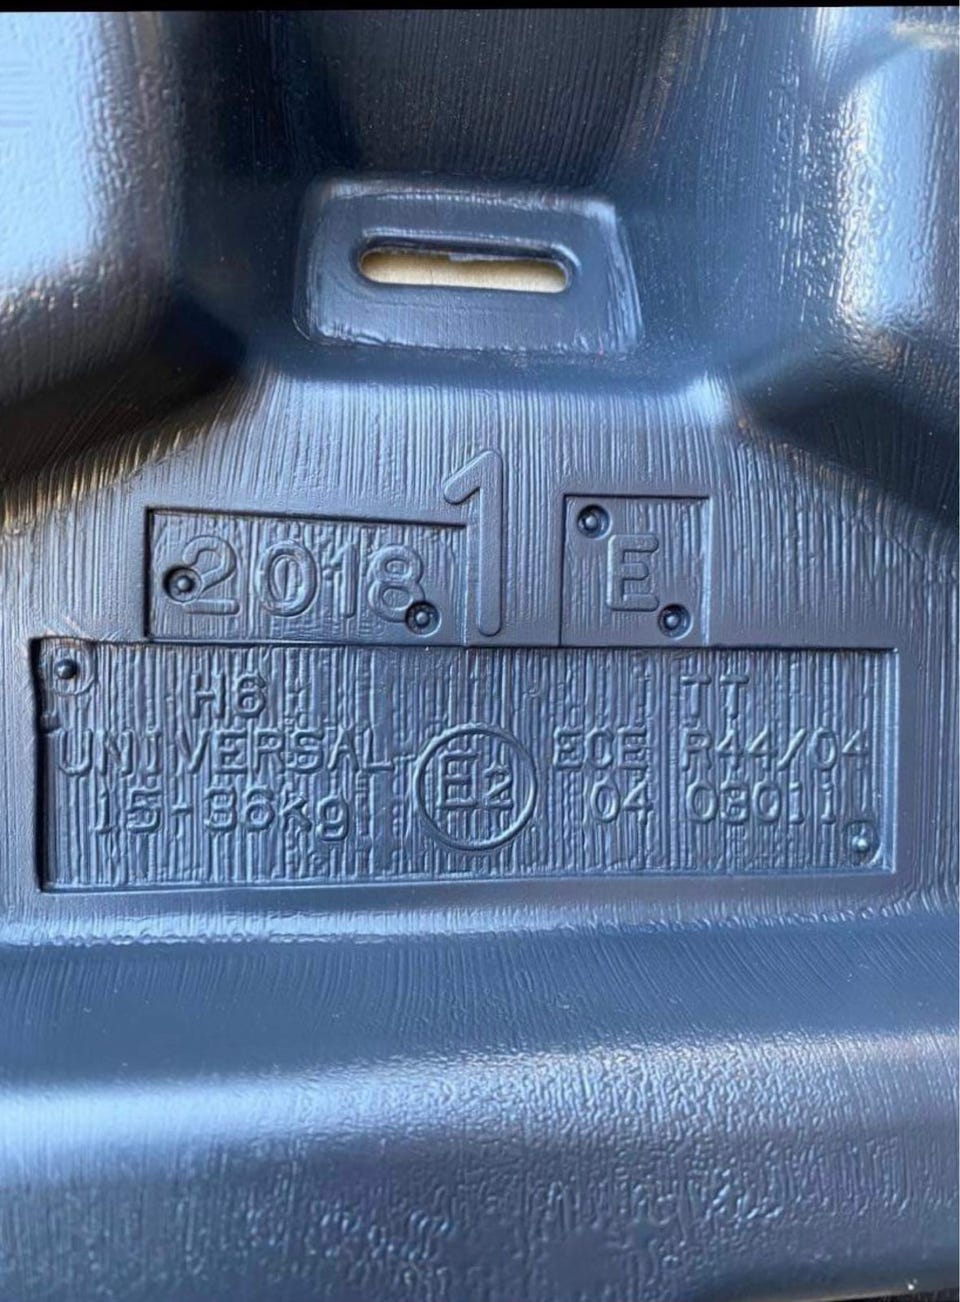 2018 1 E
H6 TT
UNIVERSAL E2 ECE R44/04
15-36kg 04 03011